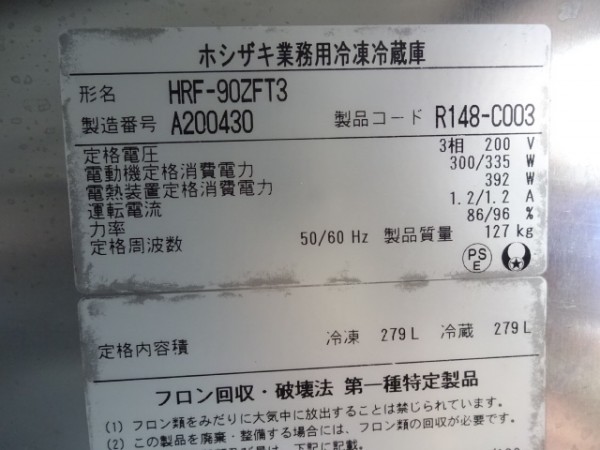 ホシザキ業務用冷凍冷蔵庫
形名 HRF-90ZFT3
製造番号 A200430 製品コード R148-C003
定格電圧 3相 200 V
電動機定格消費電力 300/335 W
電熱装置定格消費電力 392 W
運転電流 1.2/1.2 A
力率 86/96 %
定格周波数 50/60 Hz 製品質量 127 kg
PS
E
定格内容積 冷凍 279 L 冷蔵 279 L
フロン回収・破壊法 第一種特定製品
(1) フロン類をみだりに大気中に放出することは禁じられています。
(2) この製品を廃棄・整備する場合には、フロン類の回収が必要です。
下記に記載。